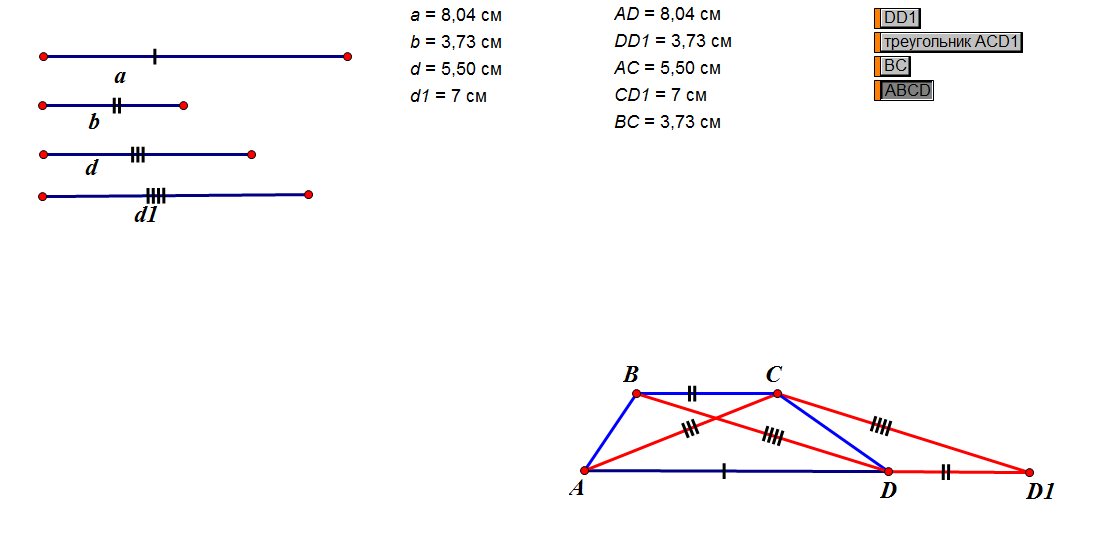 a = 8,04 см
b = 3,73 см
d = 5,50 см
d1 = 7 см
AD = 8,04 см
DD1 = 3,73 см
AC = 5,50 см
CD1 = 7 см
BC = 3,73 см
DD1
треугольник ACD1
BC
ABCD
a
b
d
d1
B
C
A
D
D1